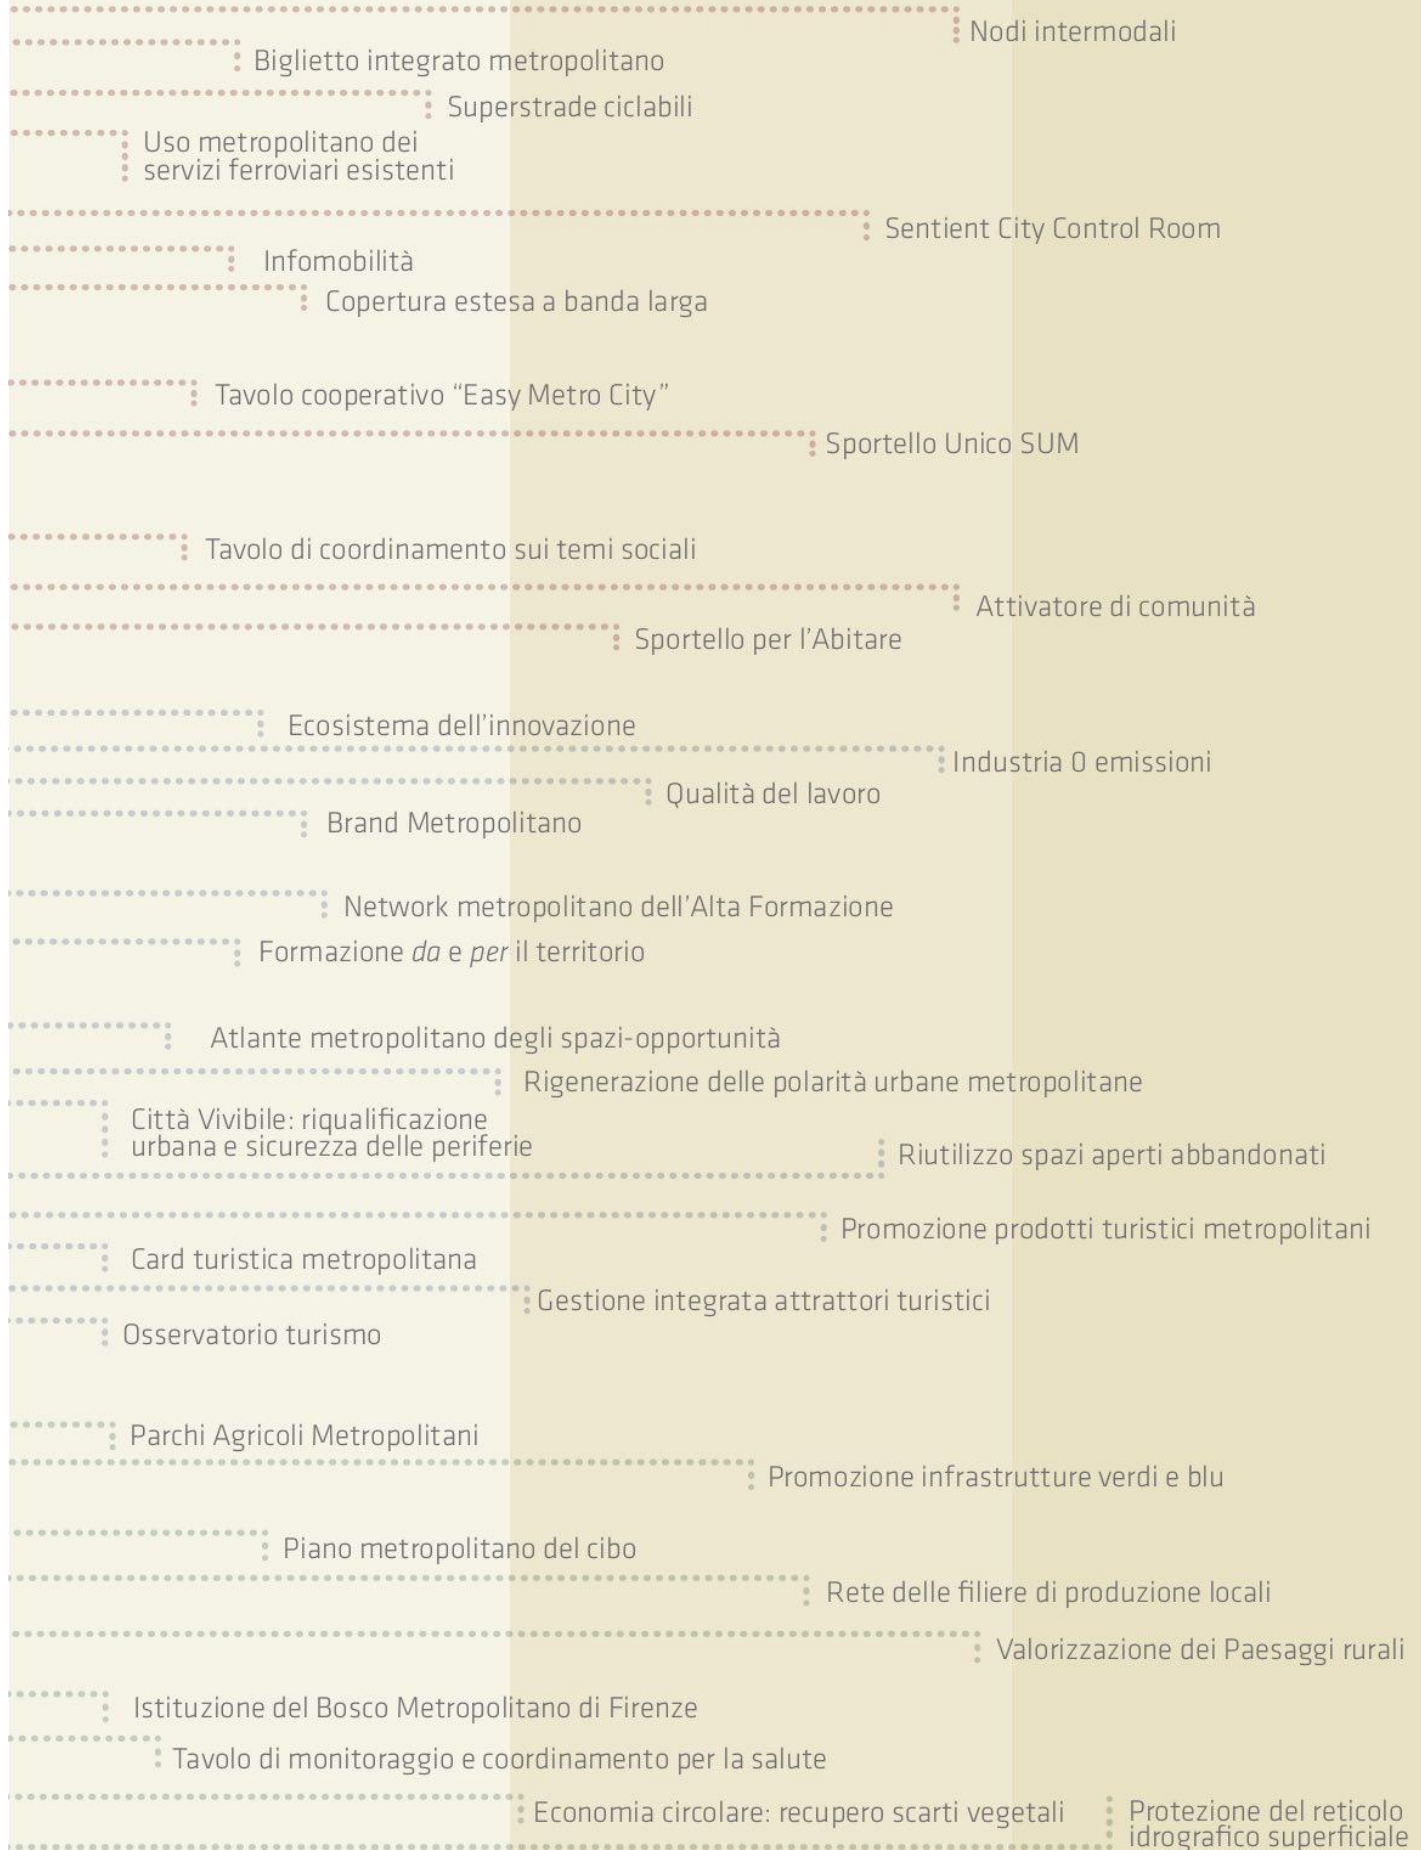 Nodi intermodali
Biglietto integrato metropolitano
Superstrade ciclabili
Uso metropolitano dei
servizi ferroviari esistenti
Sentient City Control Room
Infomobilità
Copertura estesa a banda larga
Tavolo cooperativo “Easy Metro City”
Sportello Unico SUM
Tavolo di coordinamento sui temi sociali
Attivatore di comunità
Sportello per l’Abitare
Ecosistema dell’innovazione
Industria 0 emissioni
Qualità del lavoro
Brand Metropolitano
Network metropolitano dell’Alta Formazione
Formazione da e per il territorio
Atlante metropolitano degli spazi-opportunità
Rigenerazione delle polarità urbane metropolitane
Città Vivibile: riqualificazione
urbana e sicurezza delle periferie
Riutilizzo spazi aperti abbandonati
Promozione prodotti turistici metropolitani
Card turistica metropolitana
Gestione integrata attrattori turistici
Osservatorio turismo
Parchi Agricoli Metropolitani
Promozione infrastrutture verdi e blu
Piano metropolitano del cibo
Rete delle filiere di produzione locali
Valorizzazione dei Paesaggi rurali
Istituzione del Bosco Metropolitano di Firenze
Tavolo di monitoraggio e coordinamento per la salute
Economia circolare: recupero scarti vegetali
Protezione del reticolo
idrografico superficiale